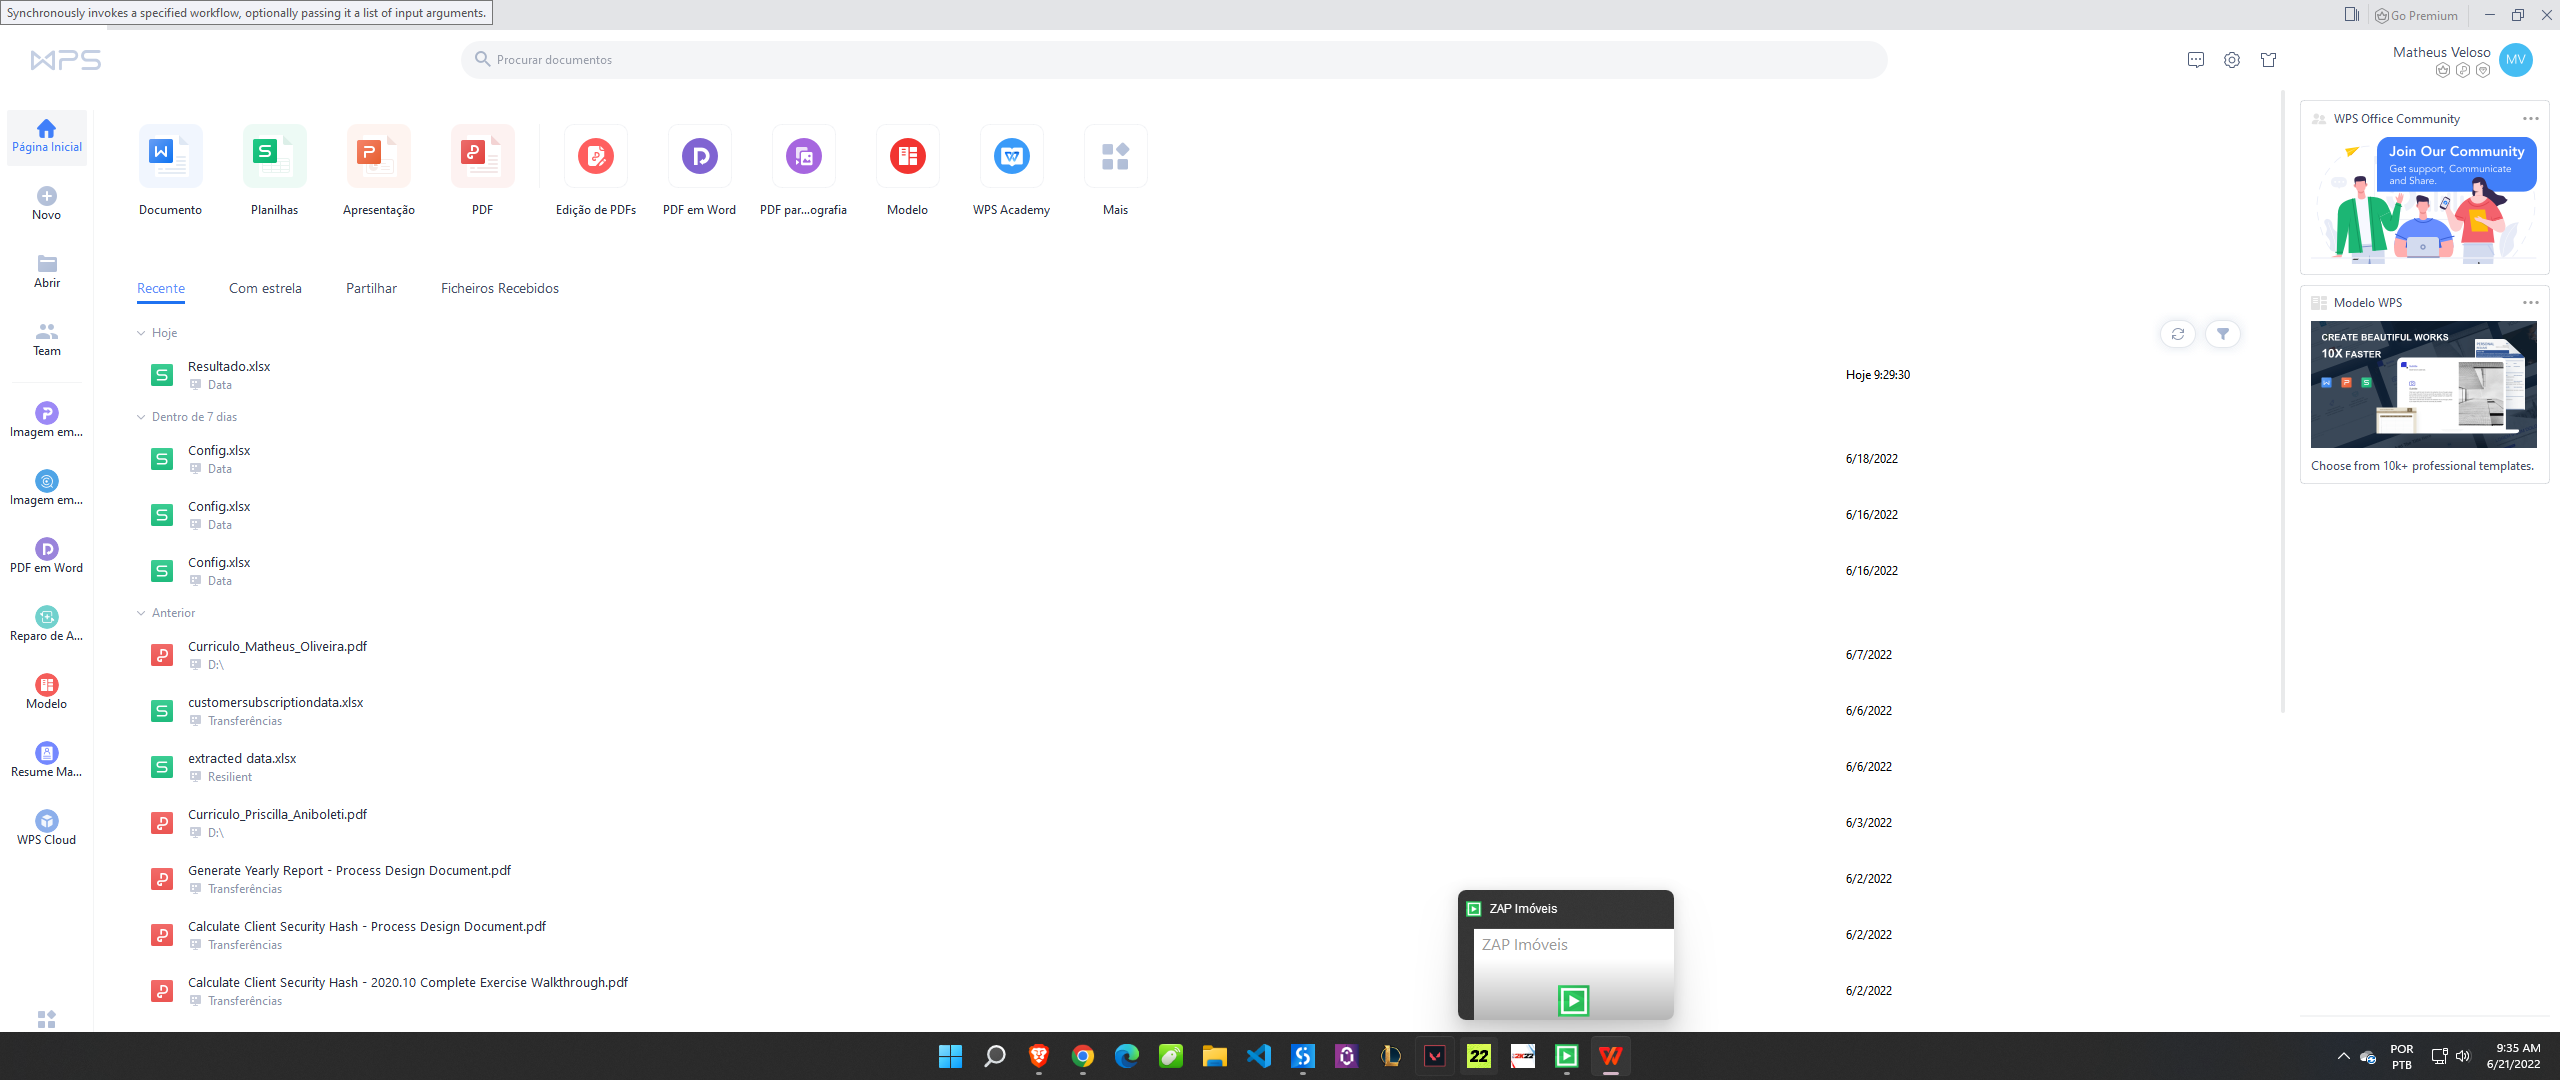 Synchronously invokes a specified workflow, optionally passing it a list of input arguments.
Go Premium
WPS
Procurar documentos
Matheus Veloso
MV
Página Inicial
Novo
Abrir
Team
Imagem em...
Imagem em...
PDF em Word
Reparo de A...
Modelo
Resume Ma...
WPS Cloud
Documento
Planilhas
Apresentação
PDF
Edição de PDFs
PDF em Word
PDF par...ografia
Modelo
WPS Academy
Mais
Recente
Com estrela
Partilhar
Ficheiros Recebidos
Hoje
Resultado.xlsx
Data
Hoje 9:29:30
Dentro de 7 dias
Config.xlsx
Data
6/18/2022
Config.xlsx
Data
6/16/2022
Config.xlsx
Data
6/16/2022
Anterior
Curriculo_Matheus_Oliveira.pdf
D:\
6/7/2022
customersubscriptiondata.xlsx
Transferências
6/6/2022
extracted data.xlsx
Resilient
6/6/2022
Curriculo_Priscilla_Aniboleti.pdf
D:\
6/3/2022
Generate Yearly Report - Process Design Document.pdf
Transferências
6/2/2022
Calculate Client Security Hash - Process Design Document.pdf
Transferências
6/2/2022
Calculate Client Security Hash - 2020.10 Complete Exercise Walkthrough.pdf
Transferências
6/2/2022
WPS Office Community
Join Our Community
Get support, Communicate
and Share.
Modelo WPS
CREATE BEAUTIFUL WORKS
10X FASTER
Choose from 10k+ professional templates.
ZAP Imóveis
ZAP Imóveis
22
2K22
POR
PTB
9:35 AM
6/21/2022